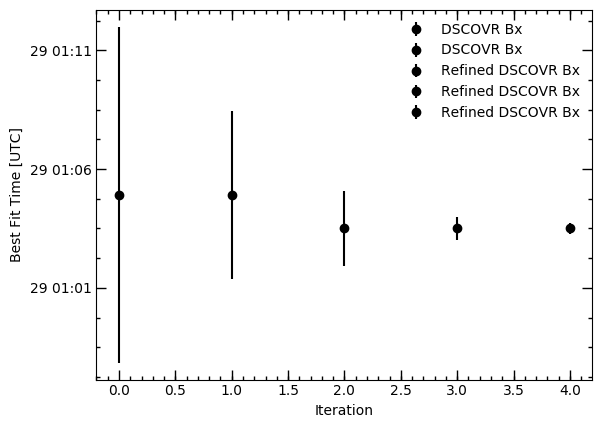 DSCOVR Bx
DSCOVR Bx
Refined DSCOVR Bx
Refined DSCOVR Bx
Refined DSCOVR Bx
29 01:11
29 01:06
29 01:01
Best Fit Time [UTC]
0.0 0.5 1.0 1.5 2.0 2.5 3.0 3.5 4.0
Iteration